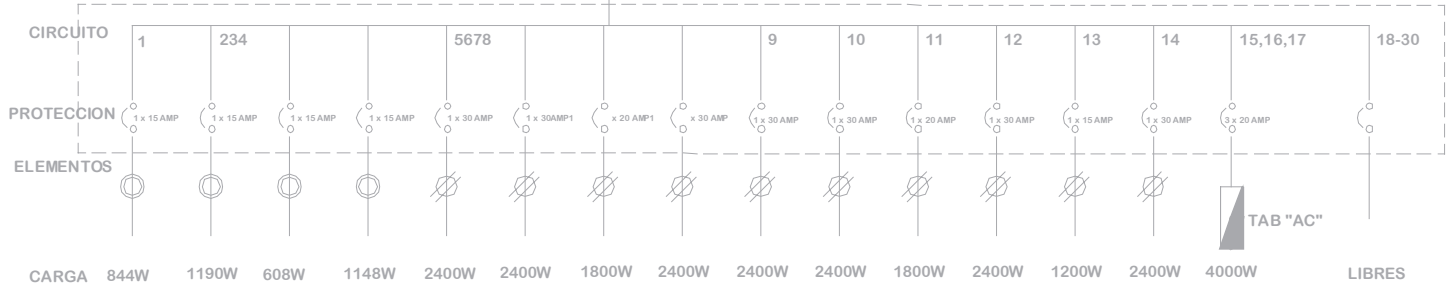 CIRCUITO 1 234 5678 9 10 11 12 13 14 15,16,17 18-30
PROTECCION 1 x 15 AMP 1 x 15 AMP 1 x 15 AMP 1 x 15 AMP 1 x 30 AMP 1 x 30AMP1 x 20 AMP1 x 30 AMP 1 x 30 AMP 1 x 30 AMP 1 x 20 AMP 1 x 30 AMP 1 x 15 AMP 1 x 30 AMP 3 x 20 AMP
ELEMENTOS
TAB "AC"
CARGA 844W 1190W 608W 1148W 2400W 2400W 1800W 2400W 2400W 2400W 1800W 2400W 1200W 2400W 4000W LIBRES